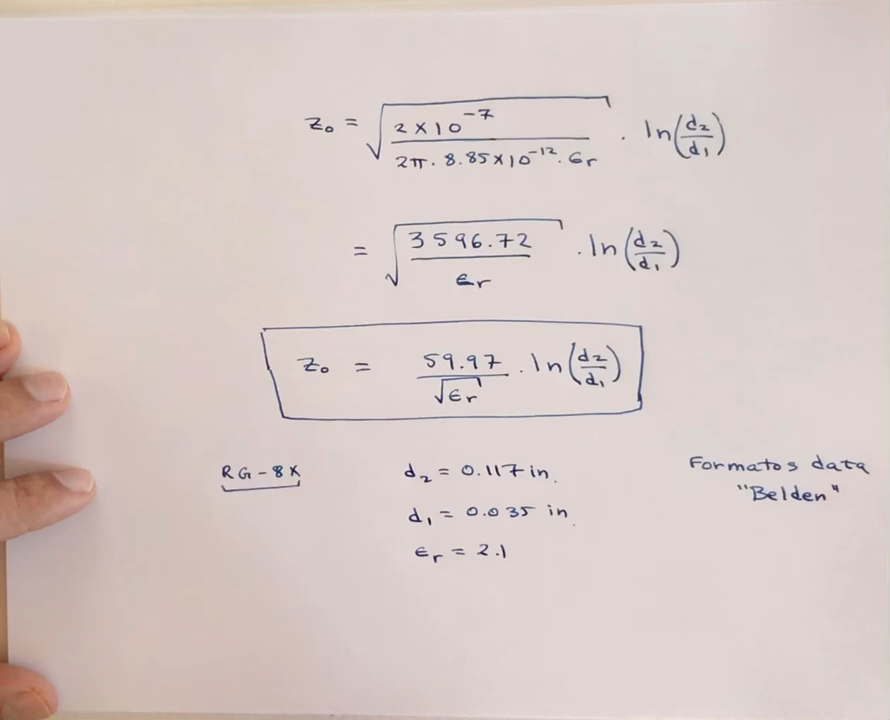 Z₀ = √(2×10⁻⁷ / 2π · 8.85×10⁻¹² · εr) · ln(d₂/d₁)
= √(3596.72 / εr) · ln(d₂/d₁)
Z₀ = 59.97 / √εr · ln(d₂/d₁)
RG-8X d₂ = 0.117 in. Formatos data
"Belden"
d₁ = 0.035 in.
εr = 2.1